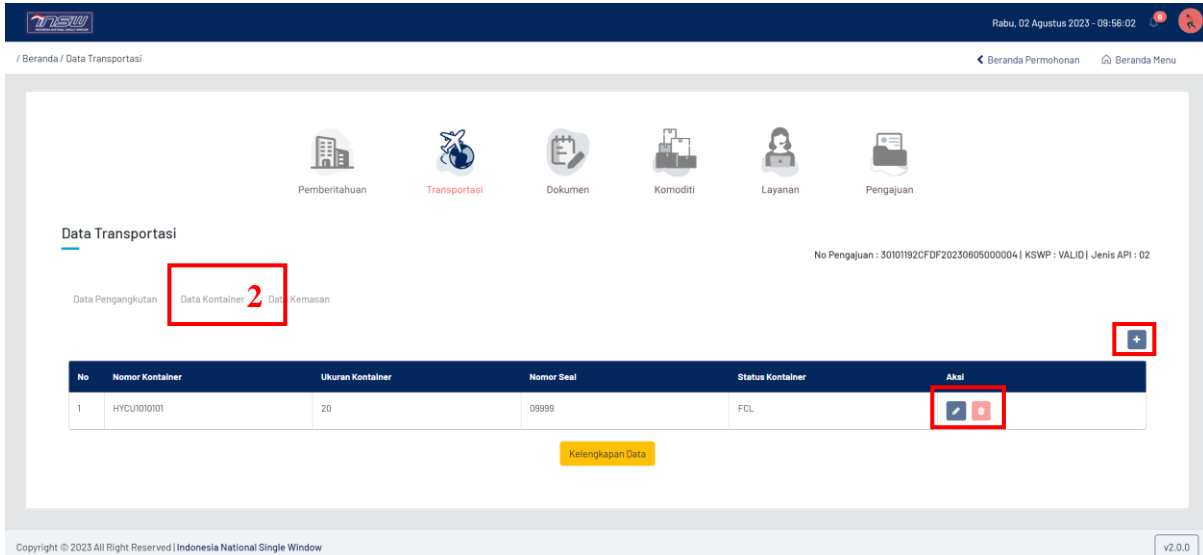 INSW
Rabu, 02 Agustus 2023 - 09:56:02
0
/ Beranda / Data Transportasi
Beranda Permohonan
Beranda Menu
Pemberitahuan
Transportasi
Dokumen
Komoditi
Layanan
Pengajuan
Data Transportasi
No Pengajuan : 30101192CFDF20230605000004 | KSWP : VALID | Jenis API : 02
Data Pengangkutan
Data Kontainer
2
Data Kemasan
+
No Nomor Kontainer Ukuran Kontainer Nomor Seal Status Kontainer Aksi
1 HYCU1010101 20 09999 FCL
Kelengkapan Data
Copyright © 2023 All Right Reserved | Indonesia National Single Window
v2.0.0